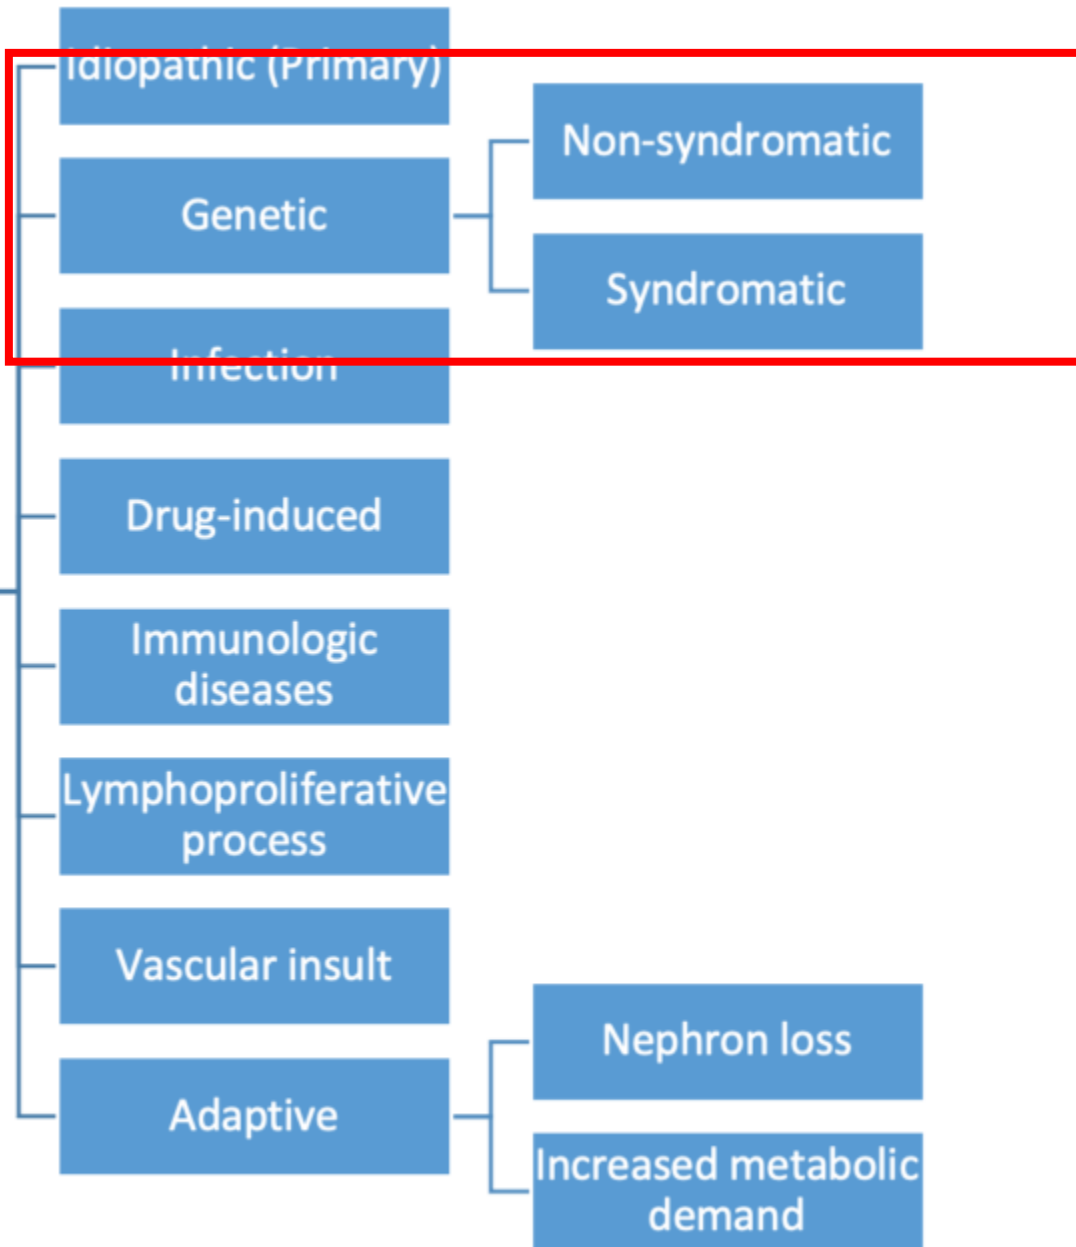 Idiopathic (Primary)
Non-syndromatic
Genetic
Syndromatic
Infection
Drug-induced
Immunologic
diseases
Lymphoproliferative
process
Vascular insult
Nephron loss
Adaptive
Increased metabolic
demand